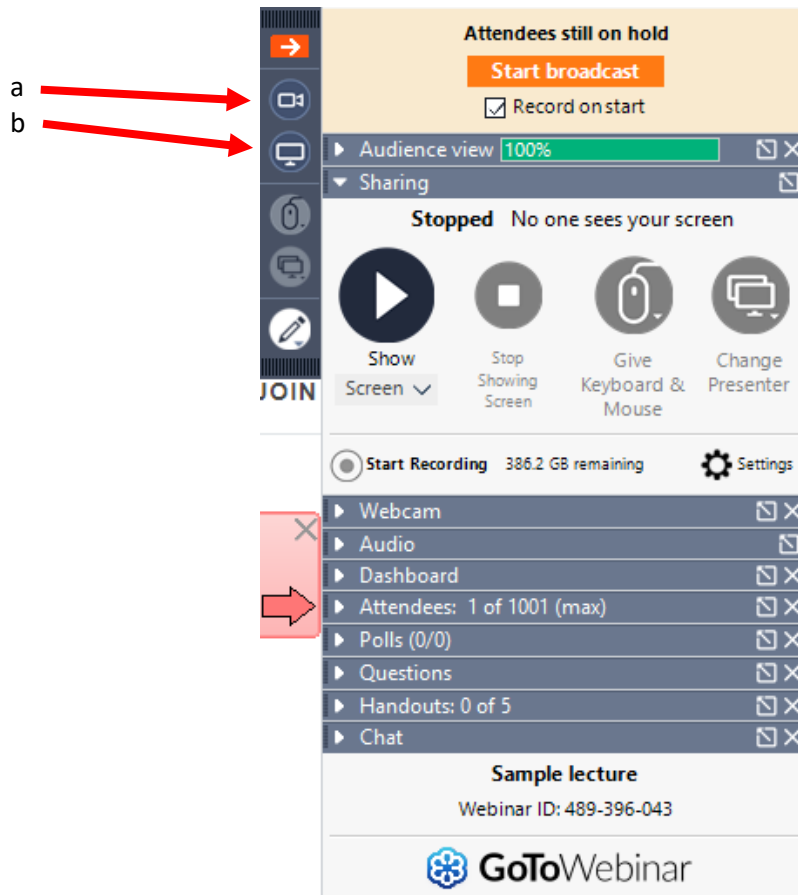 a
b
Attendees still on hold
Start broadcast
Record on start
Audience view 100%
Sharing
Stopped No one sees your screen
Show
Screen
Stop
Showing
Screen
Give
Keyboard &
Mouse
Change
Presenter
JOIN
Start Recording 386.2 GB remaining Settings
Webcam
Audio
Dashboard
Attendees: 1 of 1001 (max)
Polls (0/0)
Questions
Handouts: 0 of 5
Chat
Sample lecture
Webinar ID: 489-396-043
GoToWebinar